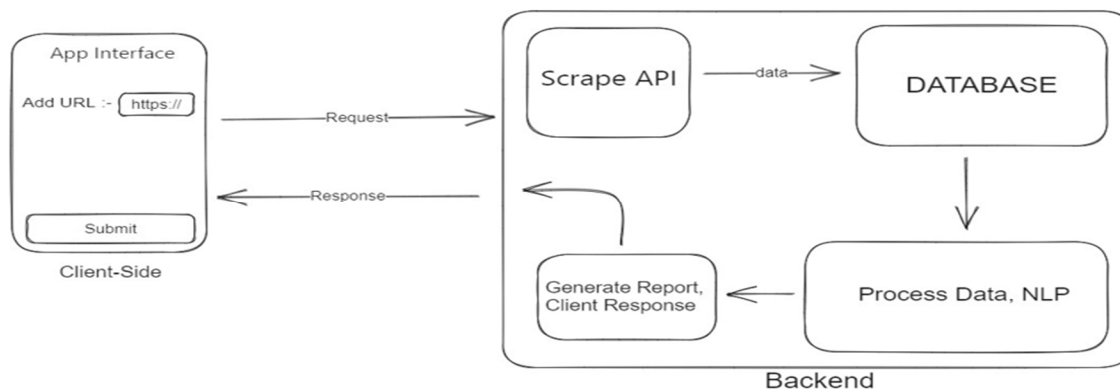 App Interface
Add URL :- https://
Submit
Client-Side
Request
Response
Scrape API
data
DATABASE
Process Data, NLP
Generate Report,
Client Response
Backend